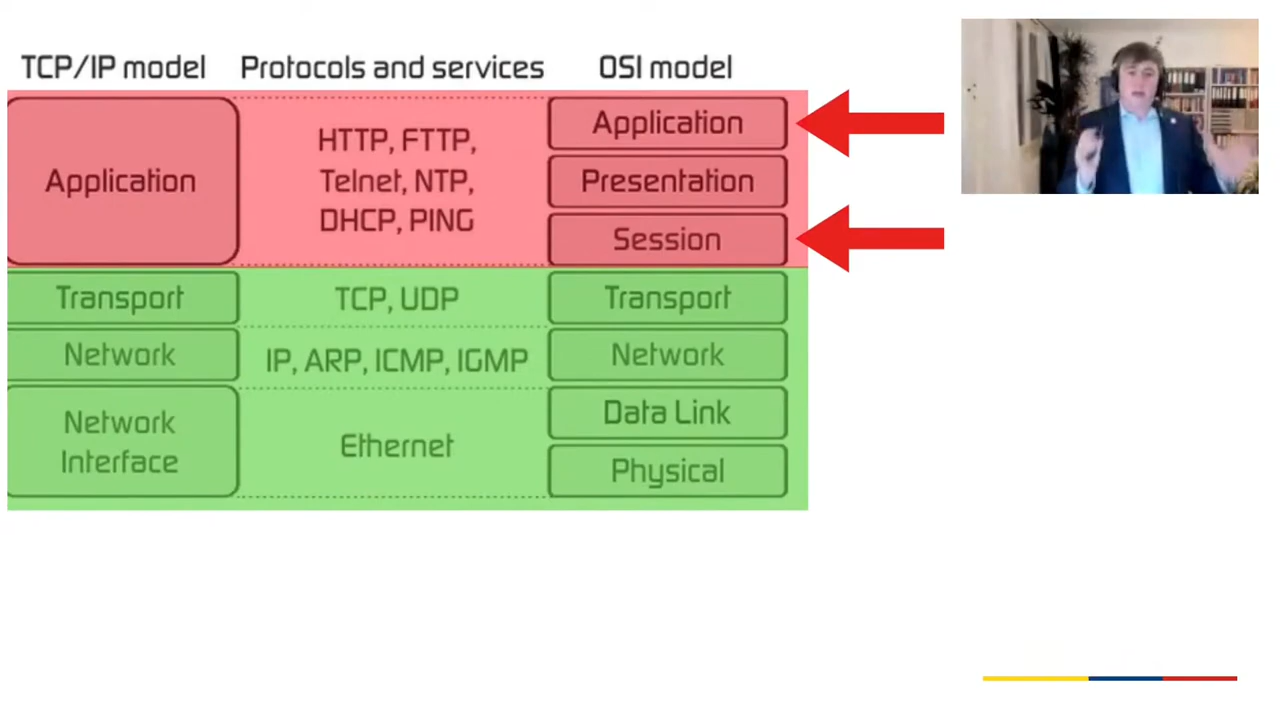 TCP/IP model Protocols and services OSI model
Application
HTTP, FTTP,
Telnet, NTP,
DHCP, PING
Application
Presentation
Session
Transport TCP, UDP Transport
Network IP, ARP, ICMP, IGMP Network
Network
Interface
Ethernet
Data Link
Physical